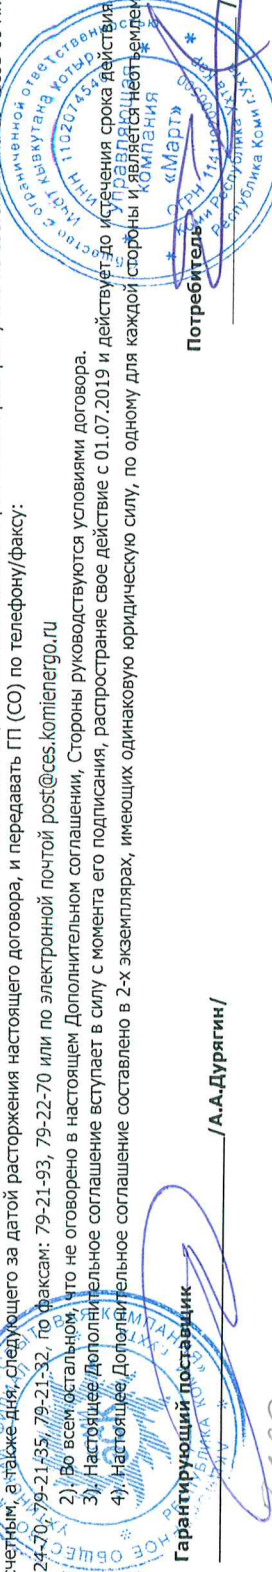 счетным, а также дня, следующего за датой расторжения настоящего договора, и передавать ГП (СО) по телефону/факсу:
24-70, 79-21-35, 79-21-32, по факсам: 79-21-93, 79-22-70 или по электронной почтой post@ces.komienergo.ru
2). Во всем остальном, что не оговорено в настоящем Дополнительном соглашении, Стороны руководствуются условиями договора.
3). Настоящее Дополнительное соглашение вступает в силу с момента его подписания, распространяе свое действие с 01.07.2019 и действует до истечения срока действия
4). Настоящее Дополнительное соглашение составлено в 2-х экземплярах, имеющих одинаковую юридическую силу, по одному для каждой стороны и является неотъемлем
Гарантирующий поставщик
Потребитель
/А.А.Дурягин/
/
Управляющая
компания
«Март»